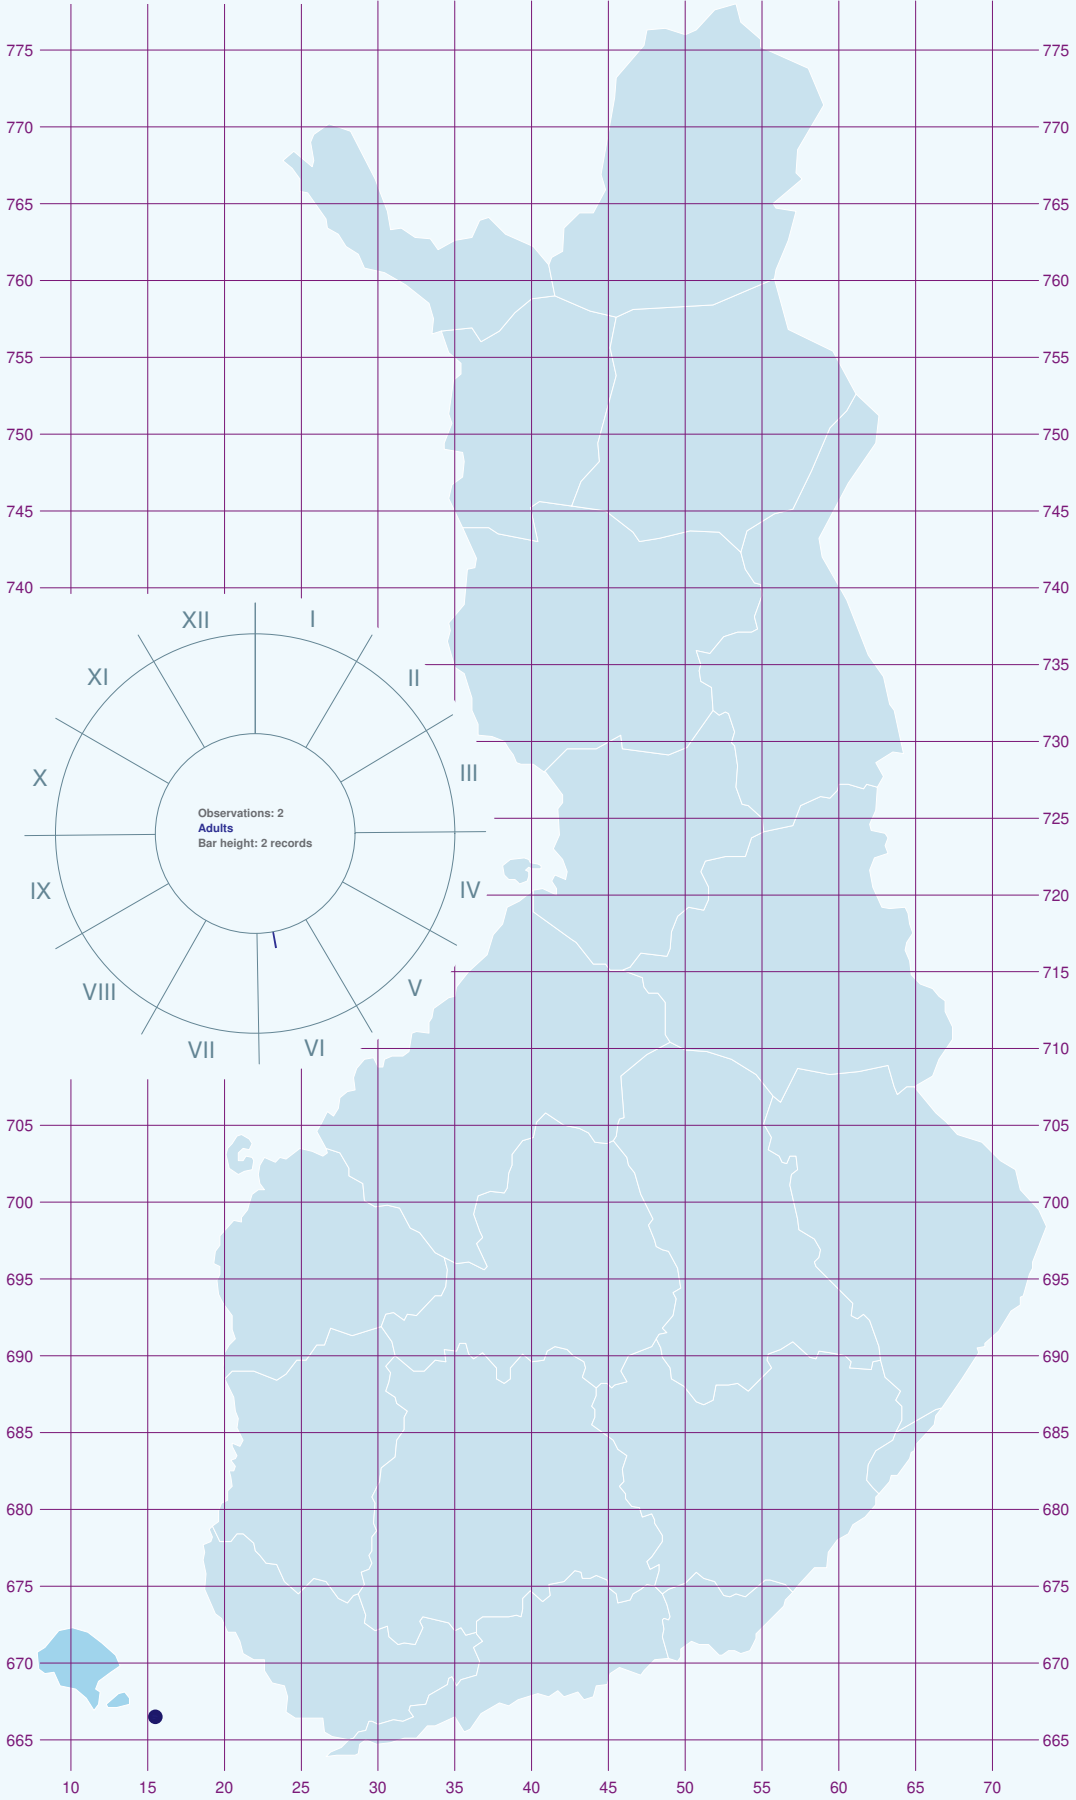 775 775
770 770
765 765
760 760
755 755
750 750
745 745
740 740
XII I
XI II
735
730
X III
Observations: 2
Adults
Bar height: 2 records
725
IX IV
720
VIII V
715
VII VI
710
705 705
700 700
695 695
690 690
685 685
680 680
675 675
670 670
665 665
10 15 20 25 30 35 40 45 50 55 60 65 70